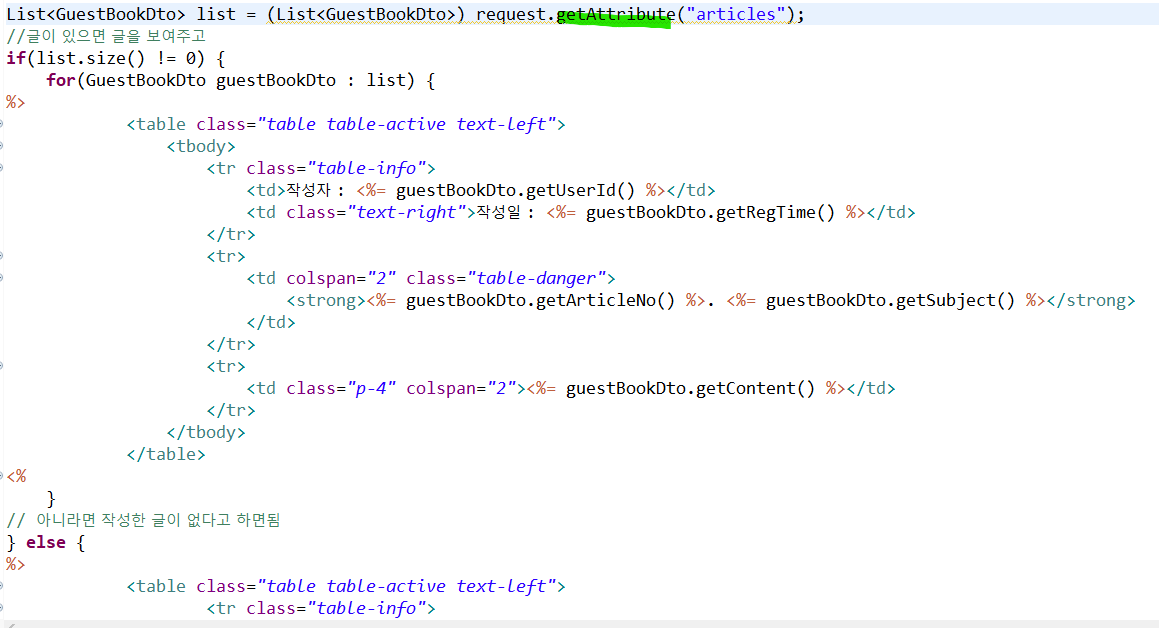 List<GuestBookDto> list = (List<GuestBookDto>) request.getAttribute("articles");
//글이 있으면 글을 보여주고
if(list.size() != 0) {
    for(GuestBookDto guestBookDto : list) {
%>
            <table class="table table-active text-left">
                <tbody>
                    <tr class="table-info">
                        <td>작성자 : <%= guestBookDto.getUserId() %></td>
                        <td class="text-right">작성일 : <%= guestBookDto.getRegTime() %></td>
                    </tr>
                    <tr>
                        <td colspan="2" class="table-danger">
                            <strong><%= guestBookDto.getArticleNo() %>. <%= guestBookDto.getSubject() %></strong>
                        </td>
                    </tr>
                    <tr>
                        <td class="p-4" colspan="2"><%= guestBookDto.getContent() %></td>
                    </tr>
                </tbody>
            </table>
<%
    }
// 아니라면 작성한 글이 없다고 하면됨
} else {
%>
            <table class="table table-active text-left">
                    <tr class="table-info">